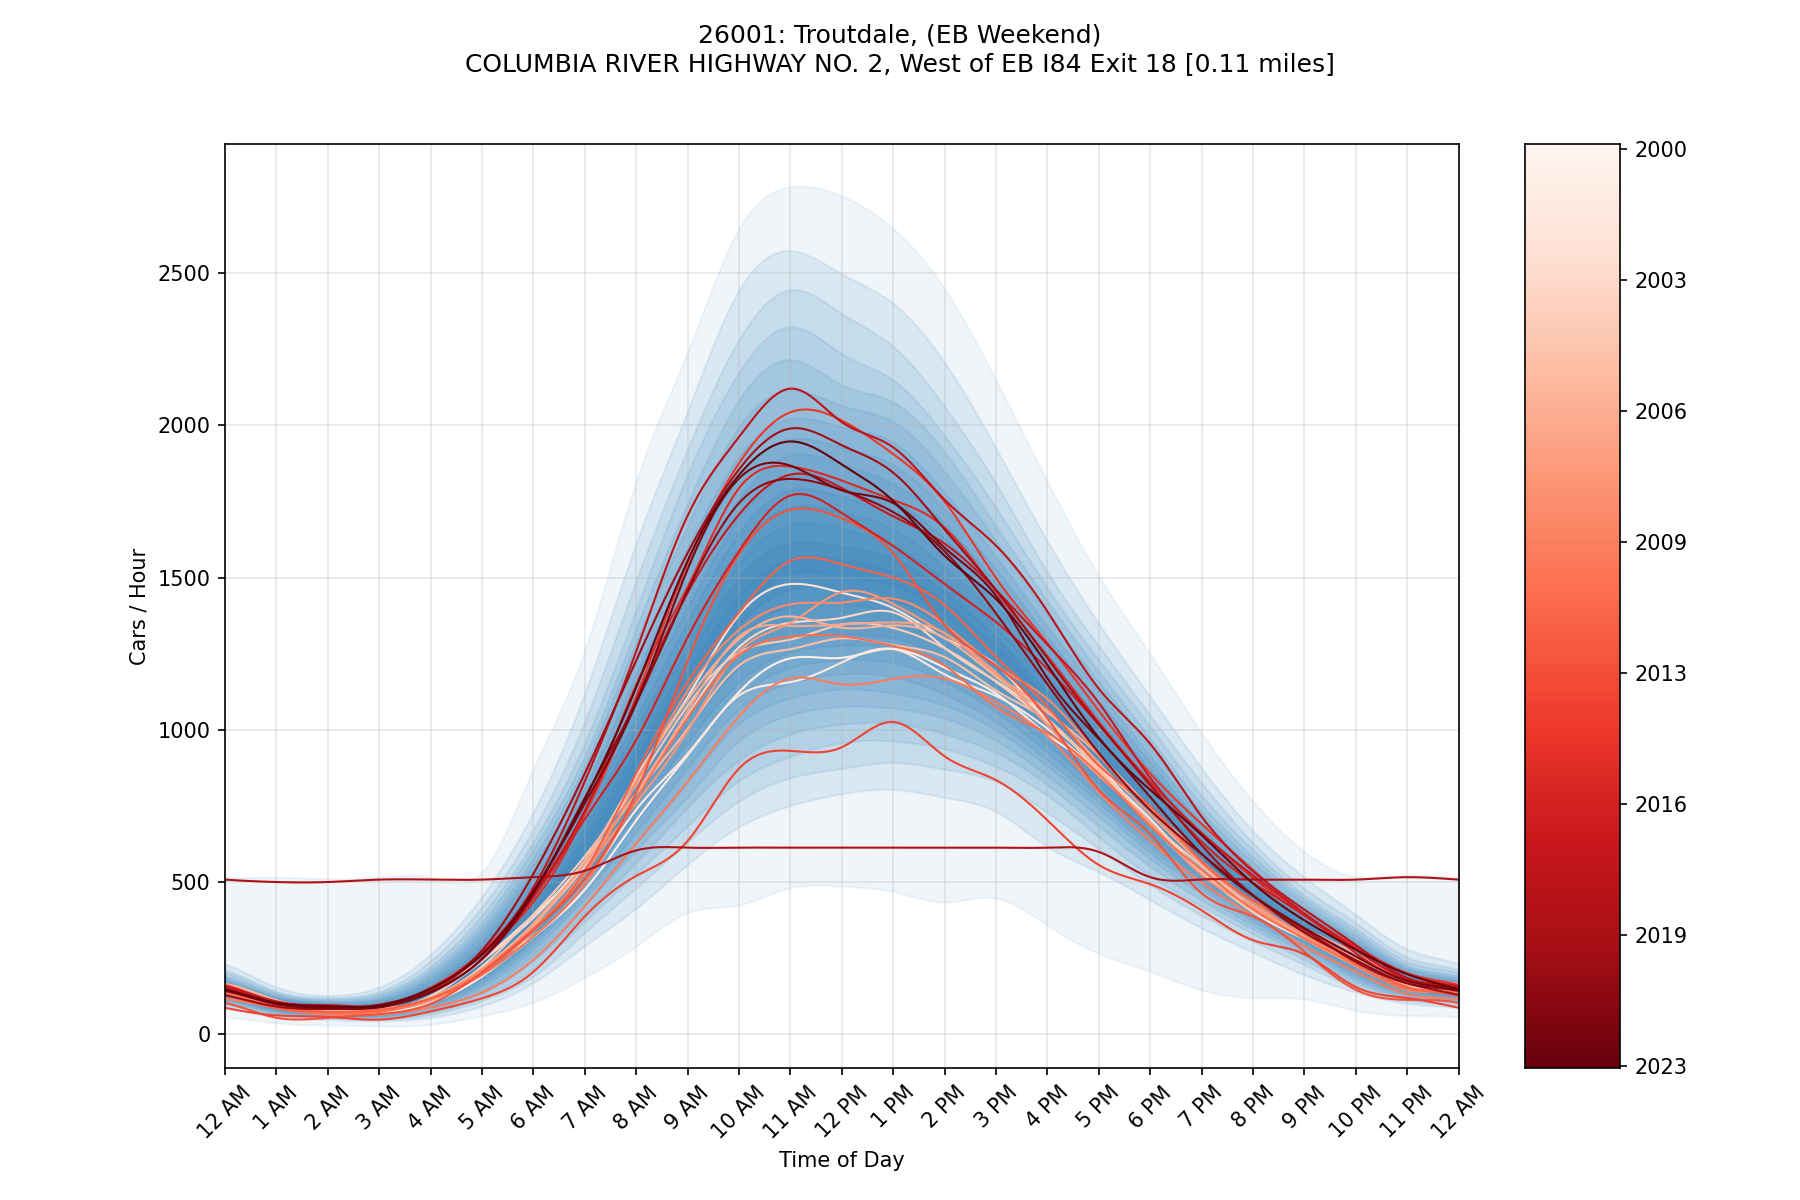 26001: Troutdale, (EB Weekend)
COLUMBIA RIVER HIGHWAY NO. 2, West of EB I84 Exit 18 [0.11 miles]
Cars / Hour
2500
2000
1500
1000
500
0
12 AM
1 AM
2 AM
3 AM
4 AM
5 AM
6 AM
7 AM
8 AM
9 AM
10 AM
11 AM
12 PM
1 PM
2 PM
3 PM
4 PM
5 PM
6 PM
7 PM
8 PM
9 PM
10 PM
11 PM
12 AM
Time of Day
2000
2003
2006
2009
2013
2016
2019
2023